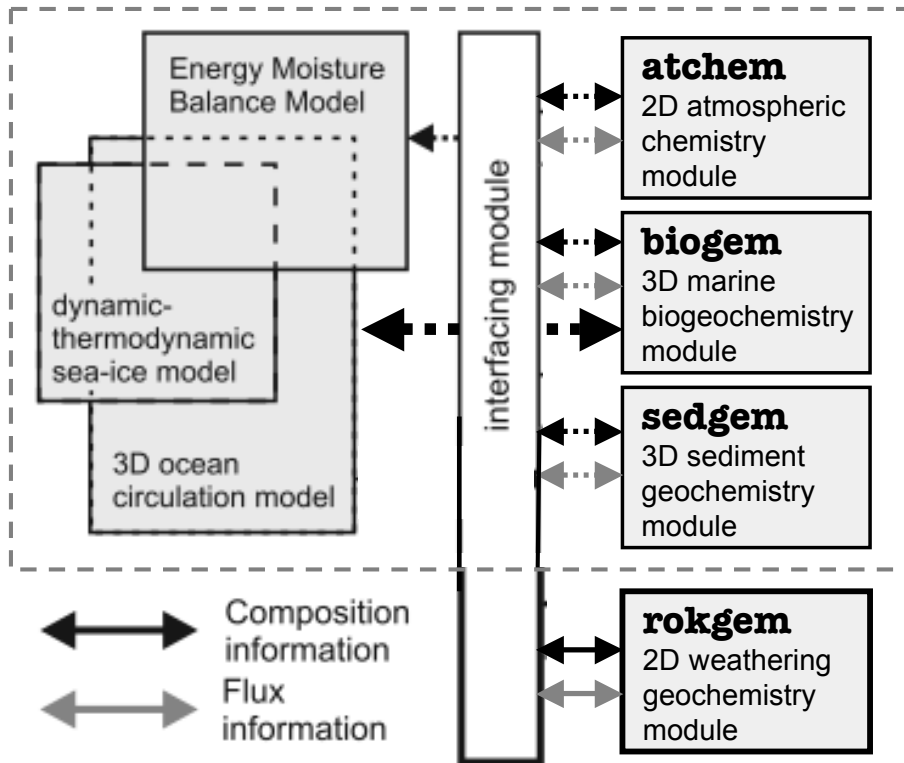 Energy Moisture
Balance Model
dynamic-
thermodynamic
sea-ice model
3D ocean
circulation model
interfacing module
atchem
2D atmospheric
chemistry
module
biogem
3D marine
biogeochemistry
module
sedgem
3D sediment
geochemistry
module
rokgem
2D weathering
geochemistry
module
Composition
information
Flux
information